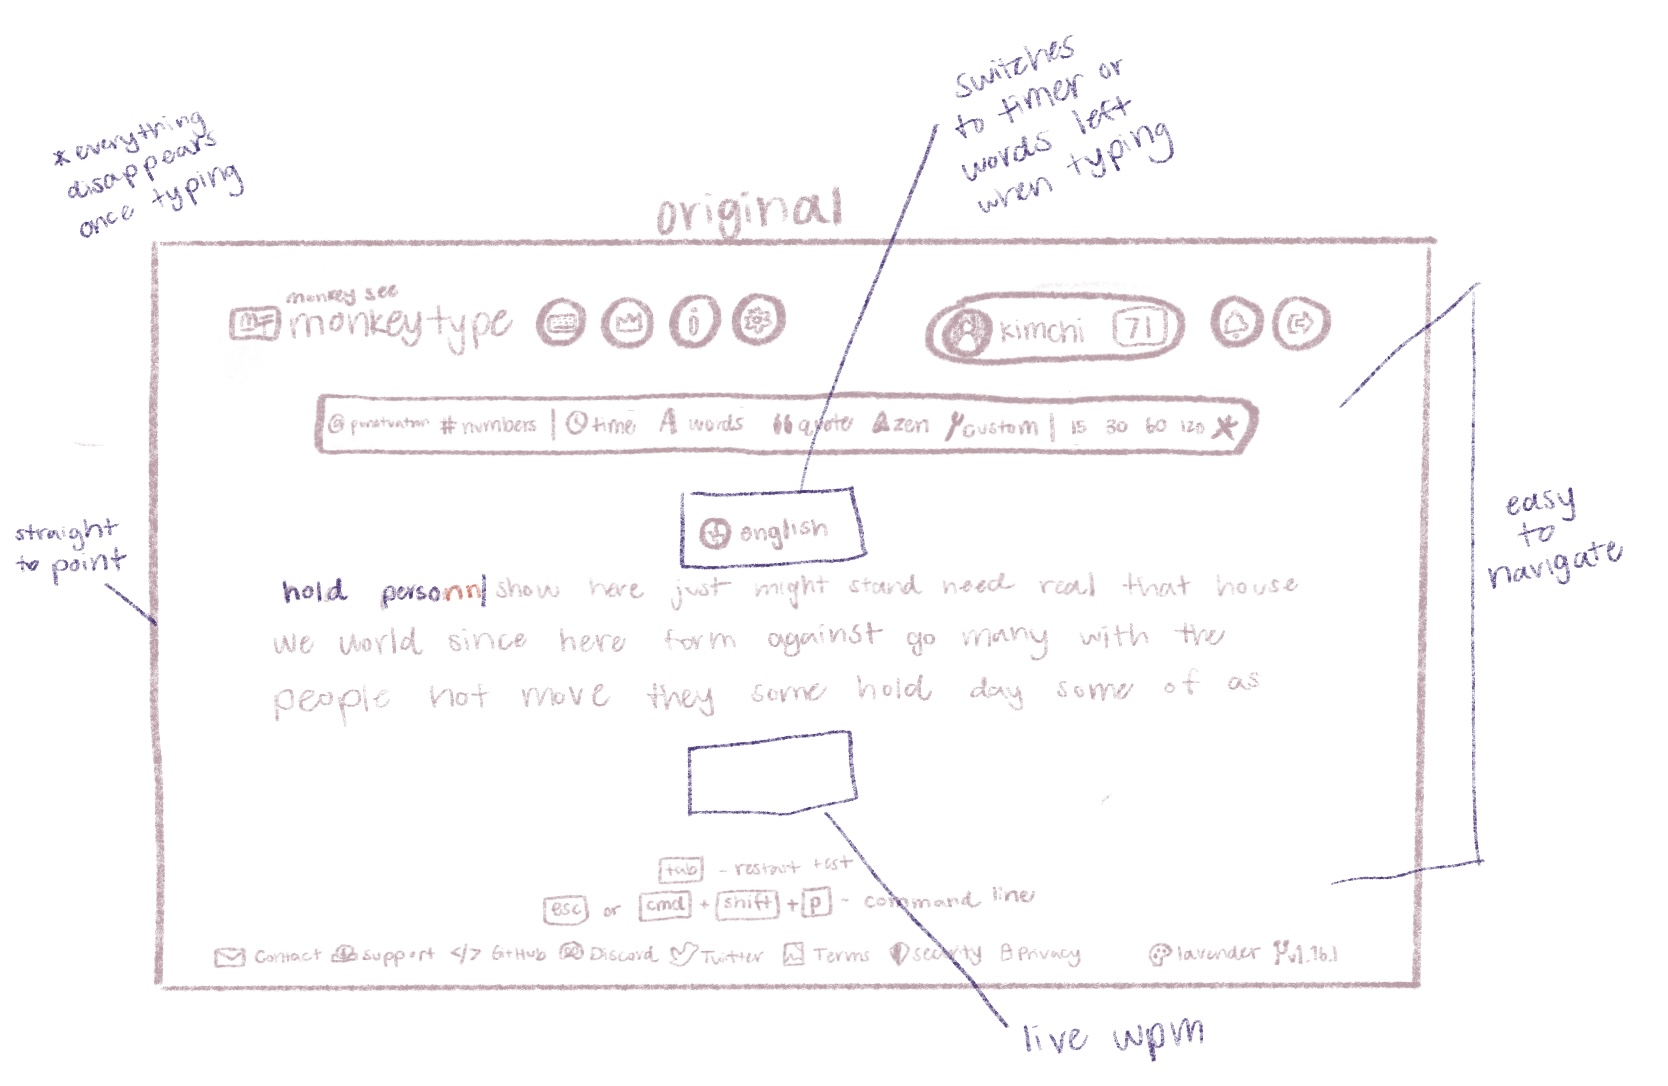 *everything
disappears
once typing
switches
to timer or
words left
when typing
original
monkey see
monkeytype
kimchi 71
@ # numbers | time A words quote zen custom | 15 30 60 120
english
straight
to point
easy
to
navigate
hold personn| show here just might stand need real that house
we world since here form against go many with the
people not move they some hold day some of as
tab - restart test
esc or cmd + shift + p - command line
Contact support </> GitHub Discord Twitter Terms security Privacy lavender v1.16.1
live wpm